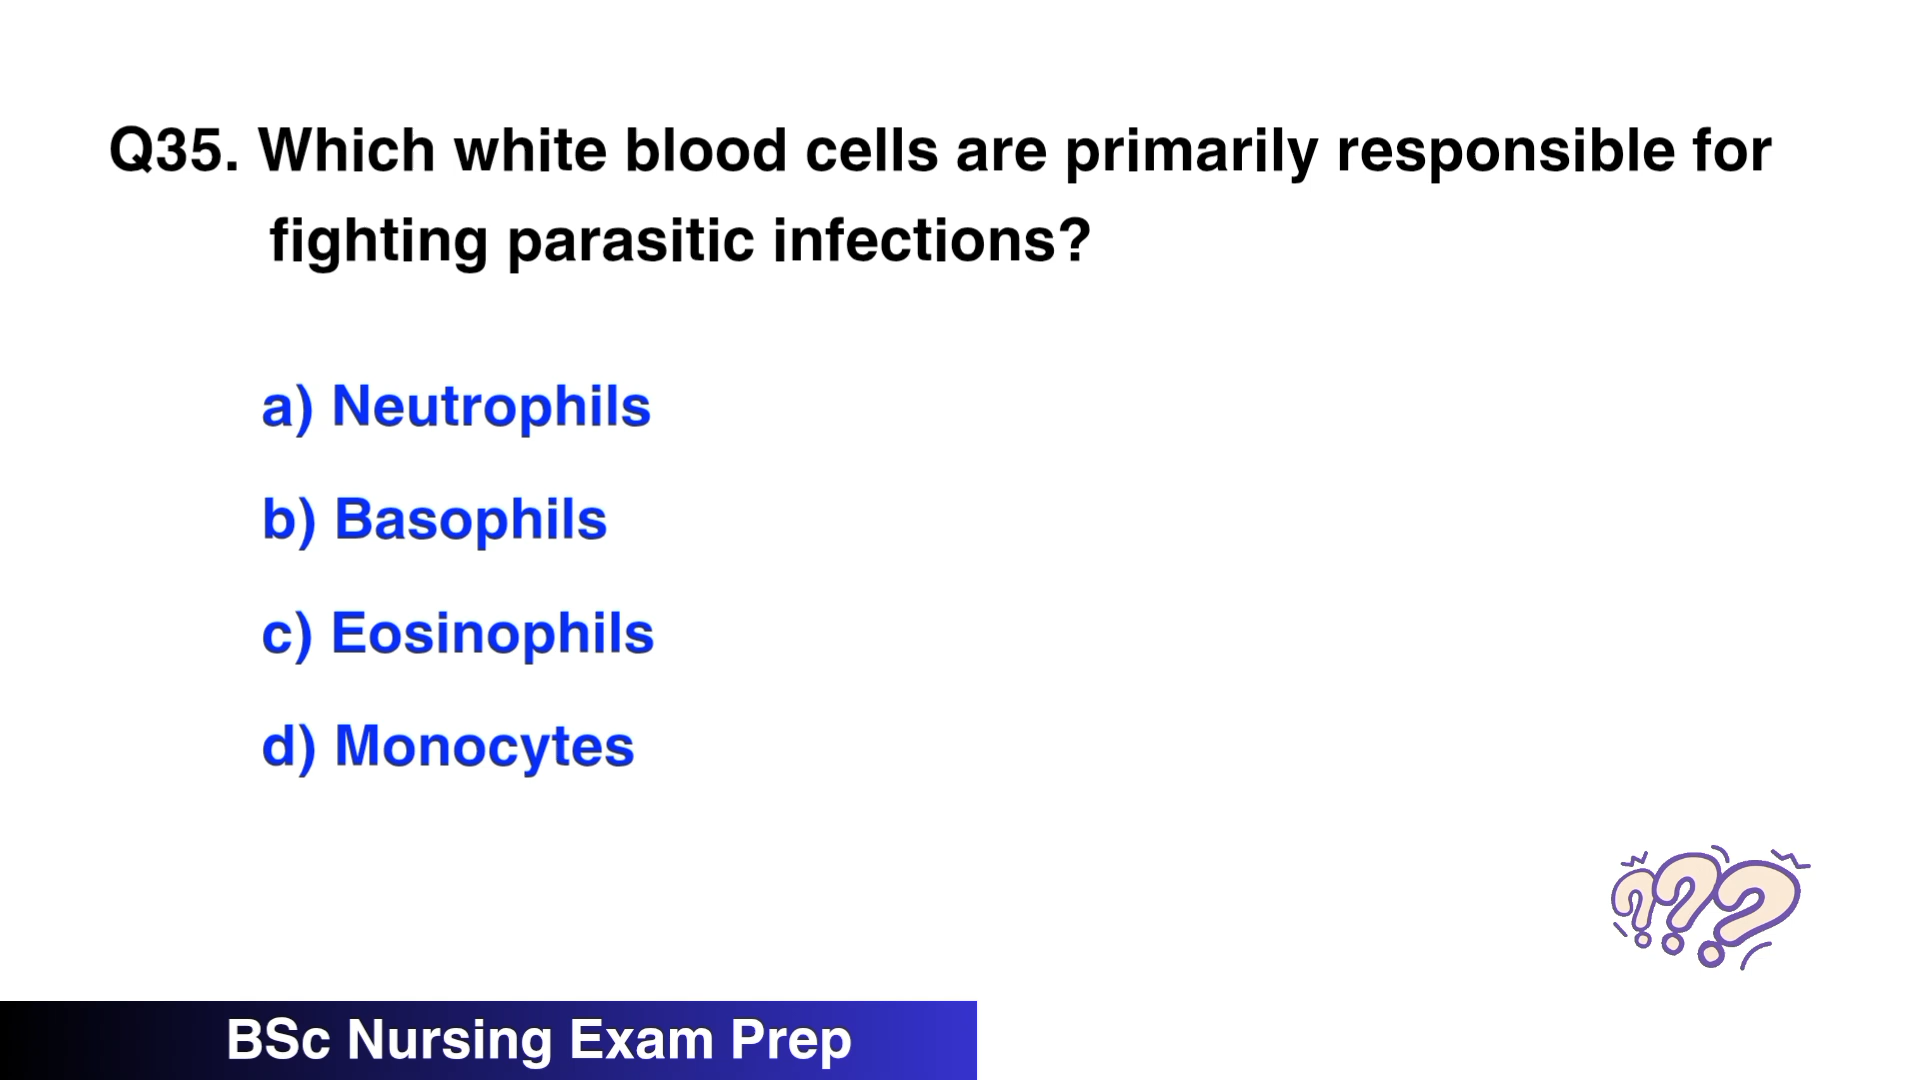 Q35. Which white blood cells are primarily responsible for
fighting parasitic infections?
a) Neutrophils
b) Basophils
c) Eosinophils
d) Monocytes
???
BSc Nursing Exam Prep